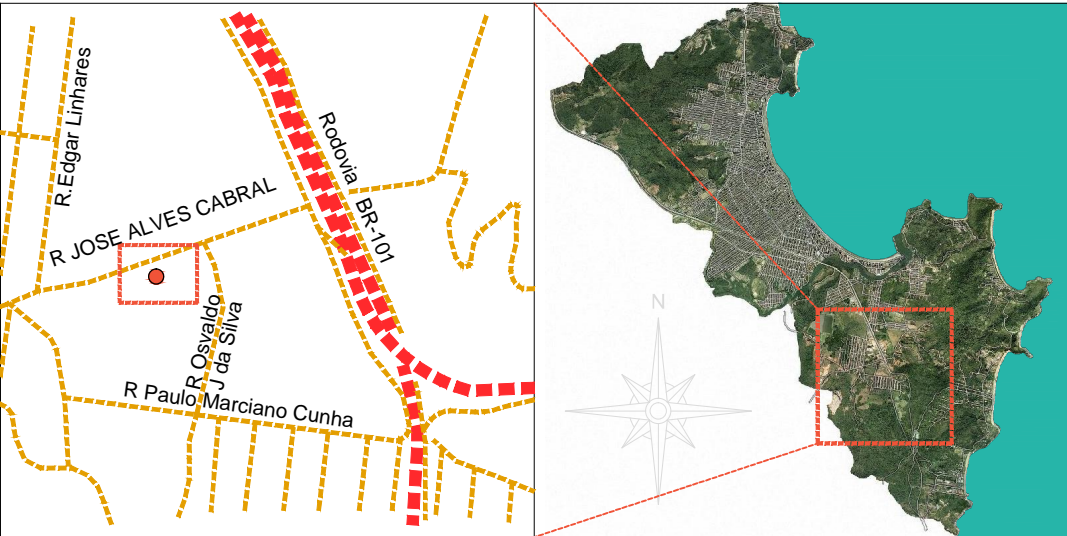 R.Edgar Linhares
Rodovia BR-101
R JOSE ALVES CABRAL
R Osvaldo
J da Silva
R Paulo Marciano Cunha
N